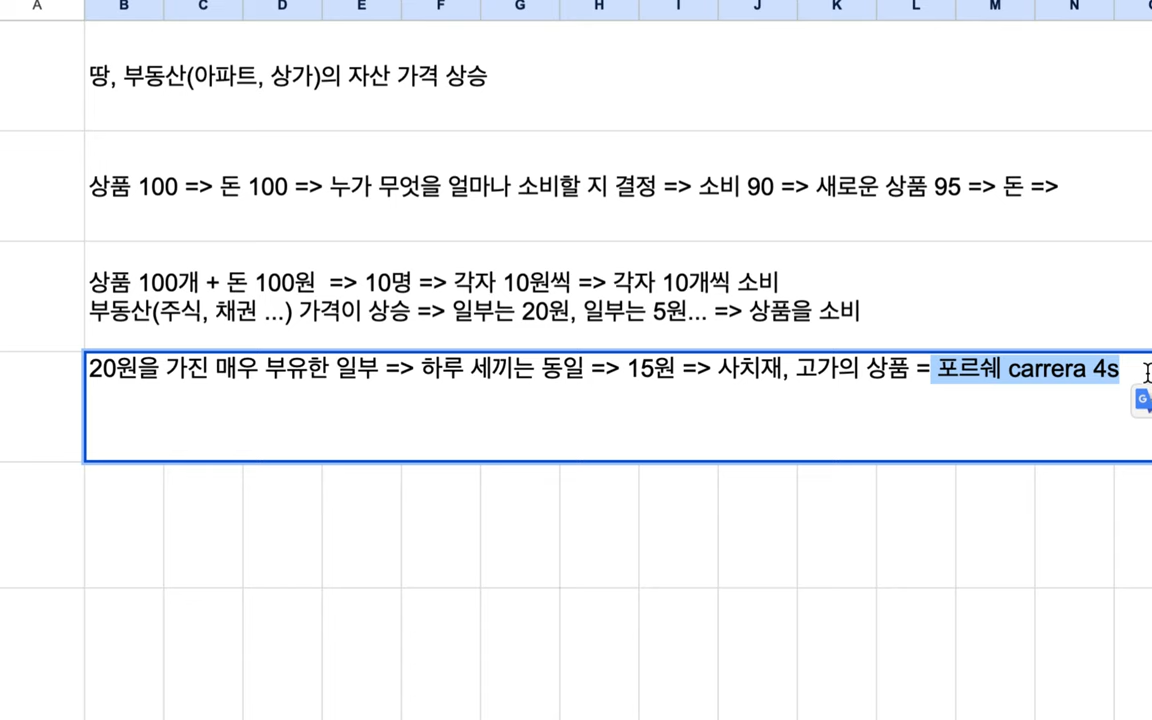 A B C D E F G H I J K L M N
땅, 부동산(아파트, 상가)의 자산 가격 상승
상품 100 => 돈 100 => 누가 무엇을 얼마나 소비할 지 결정 => 소비 90 => 새로운 상품 95 => 돈 =>
상품 100개 + 돈 100원 => 10명 => 각자 10원씩 => 각자 10개씩 소비
부동산(주식, 채권 ...) 가격이 상승 => 일부는 20원, 일부는 5원... => 상품을 소비
20원을 가진 매우 부유한 일부 => 하루 세끼는 동일 => 15원 => 사치재, 고가의 상품 = 포르쉐 carrera 4s
G